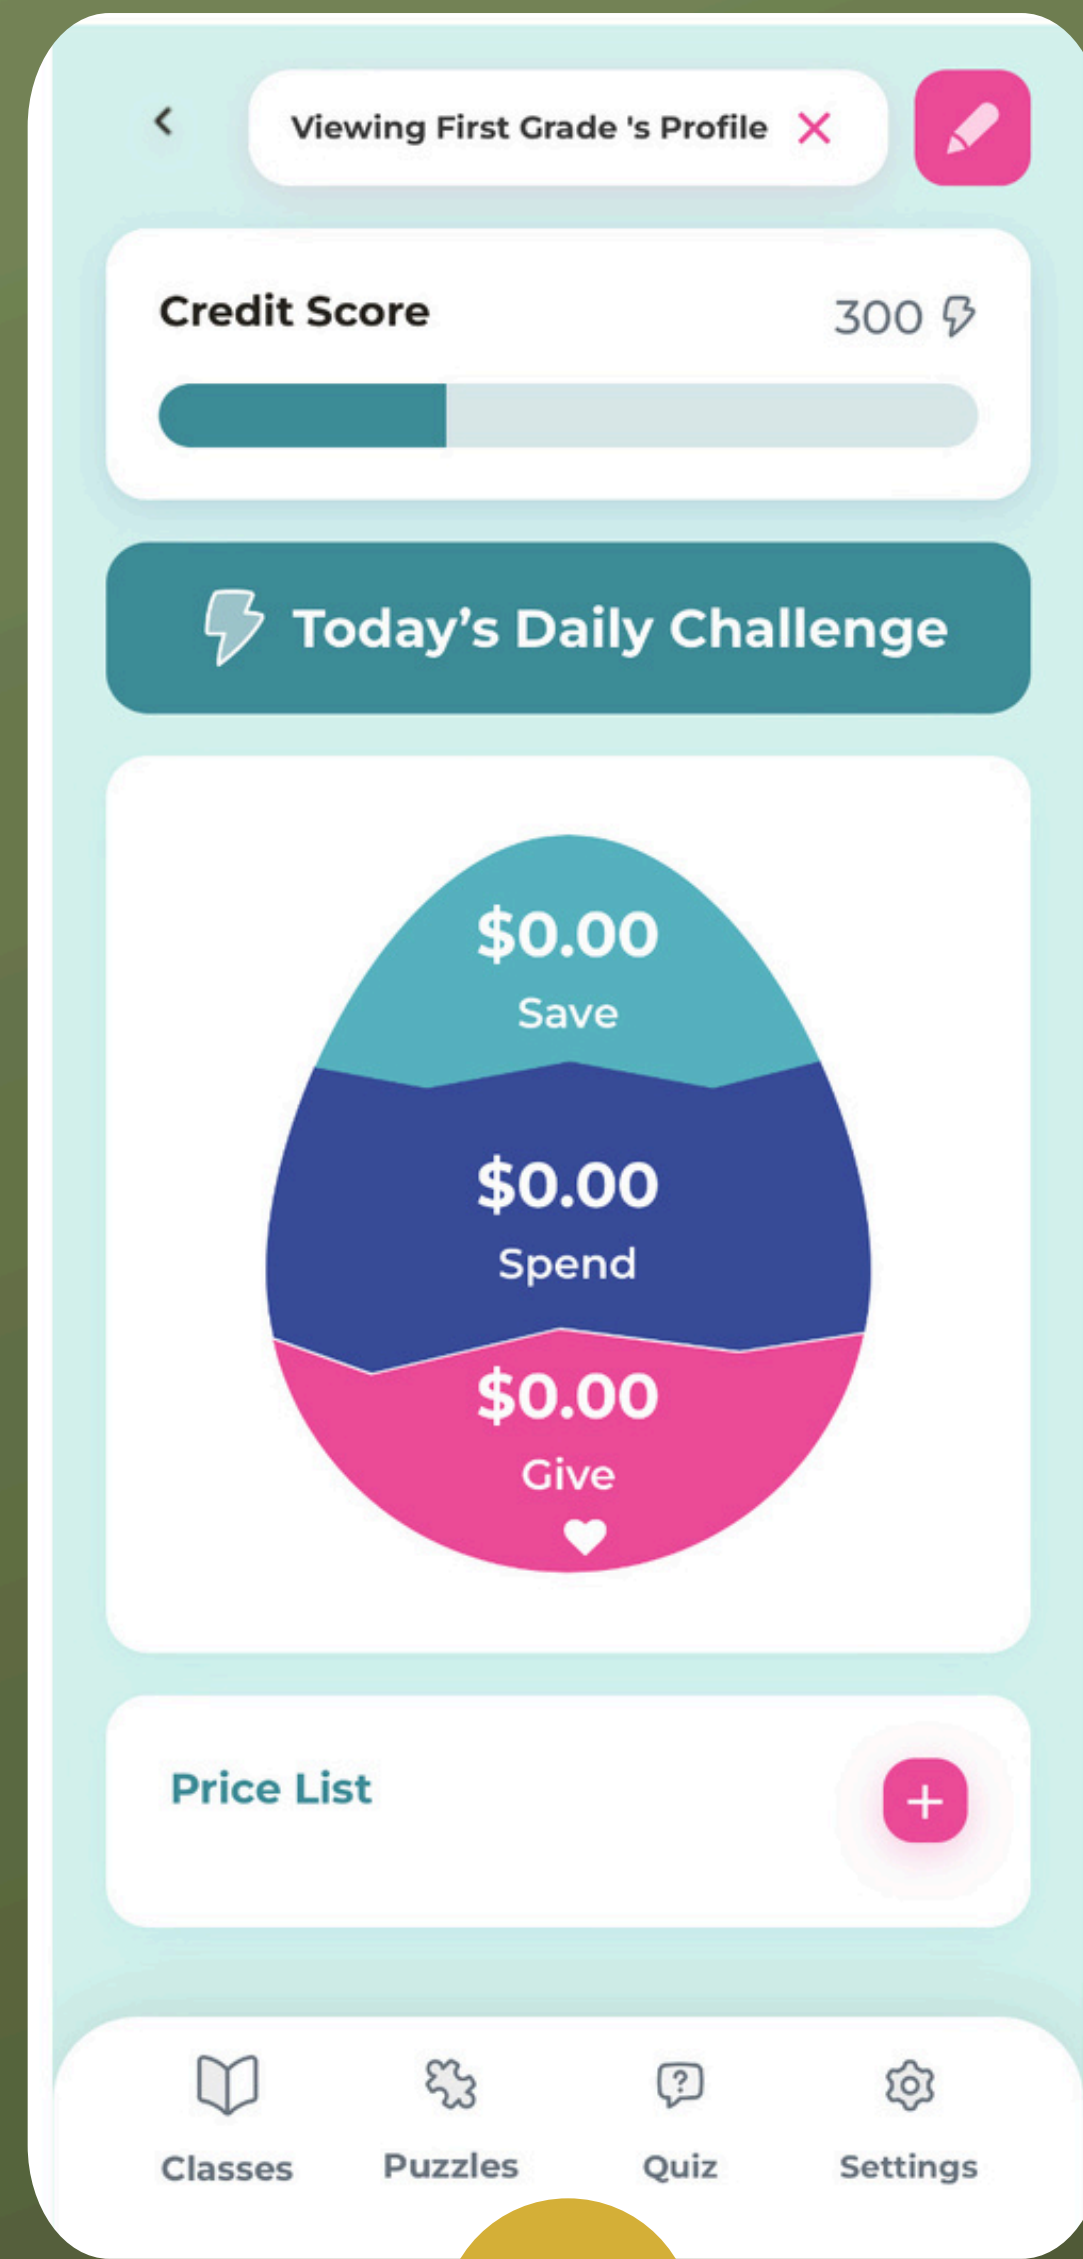 Viewing First Grade 's Profile
Credit Score
300
Today’s Daily Challenge
$0.00
Save
$0.00
Spend
$0.00
Give
Price List
Classes
Puzzles
Quiz
Settings